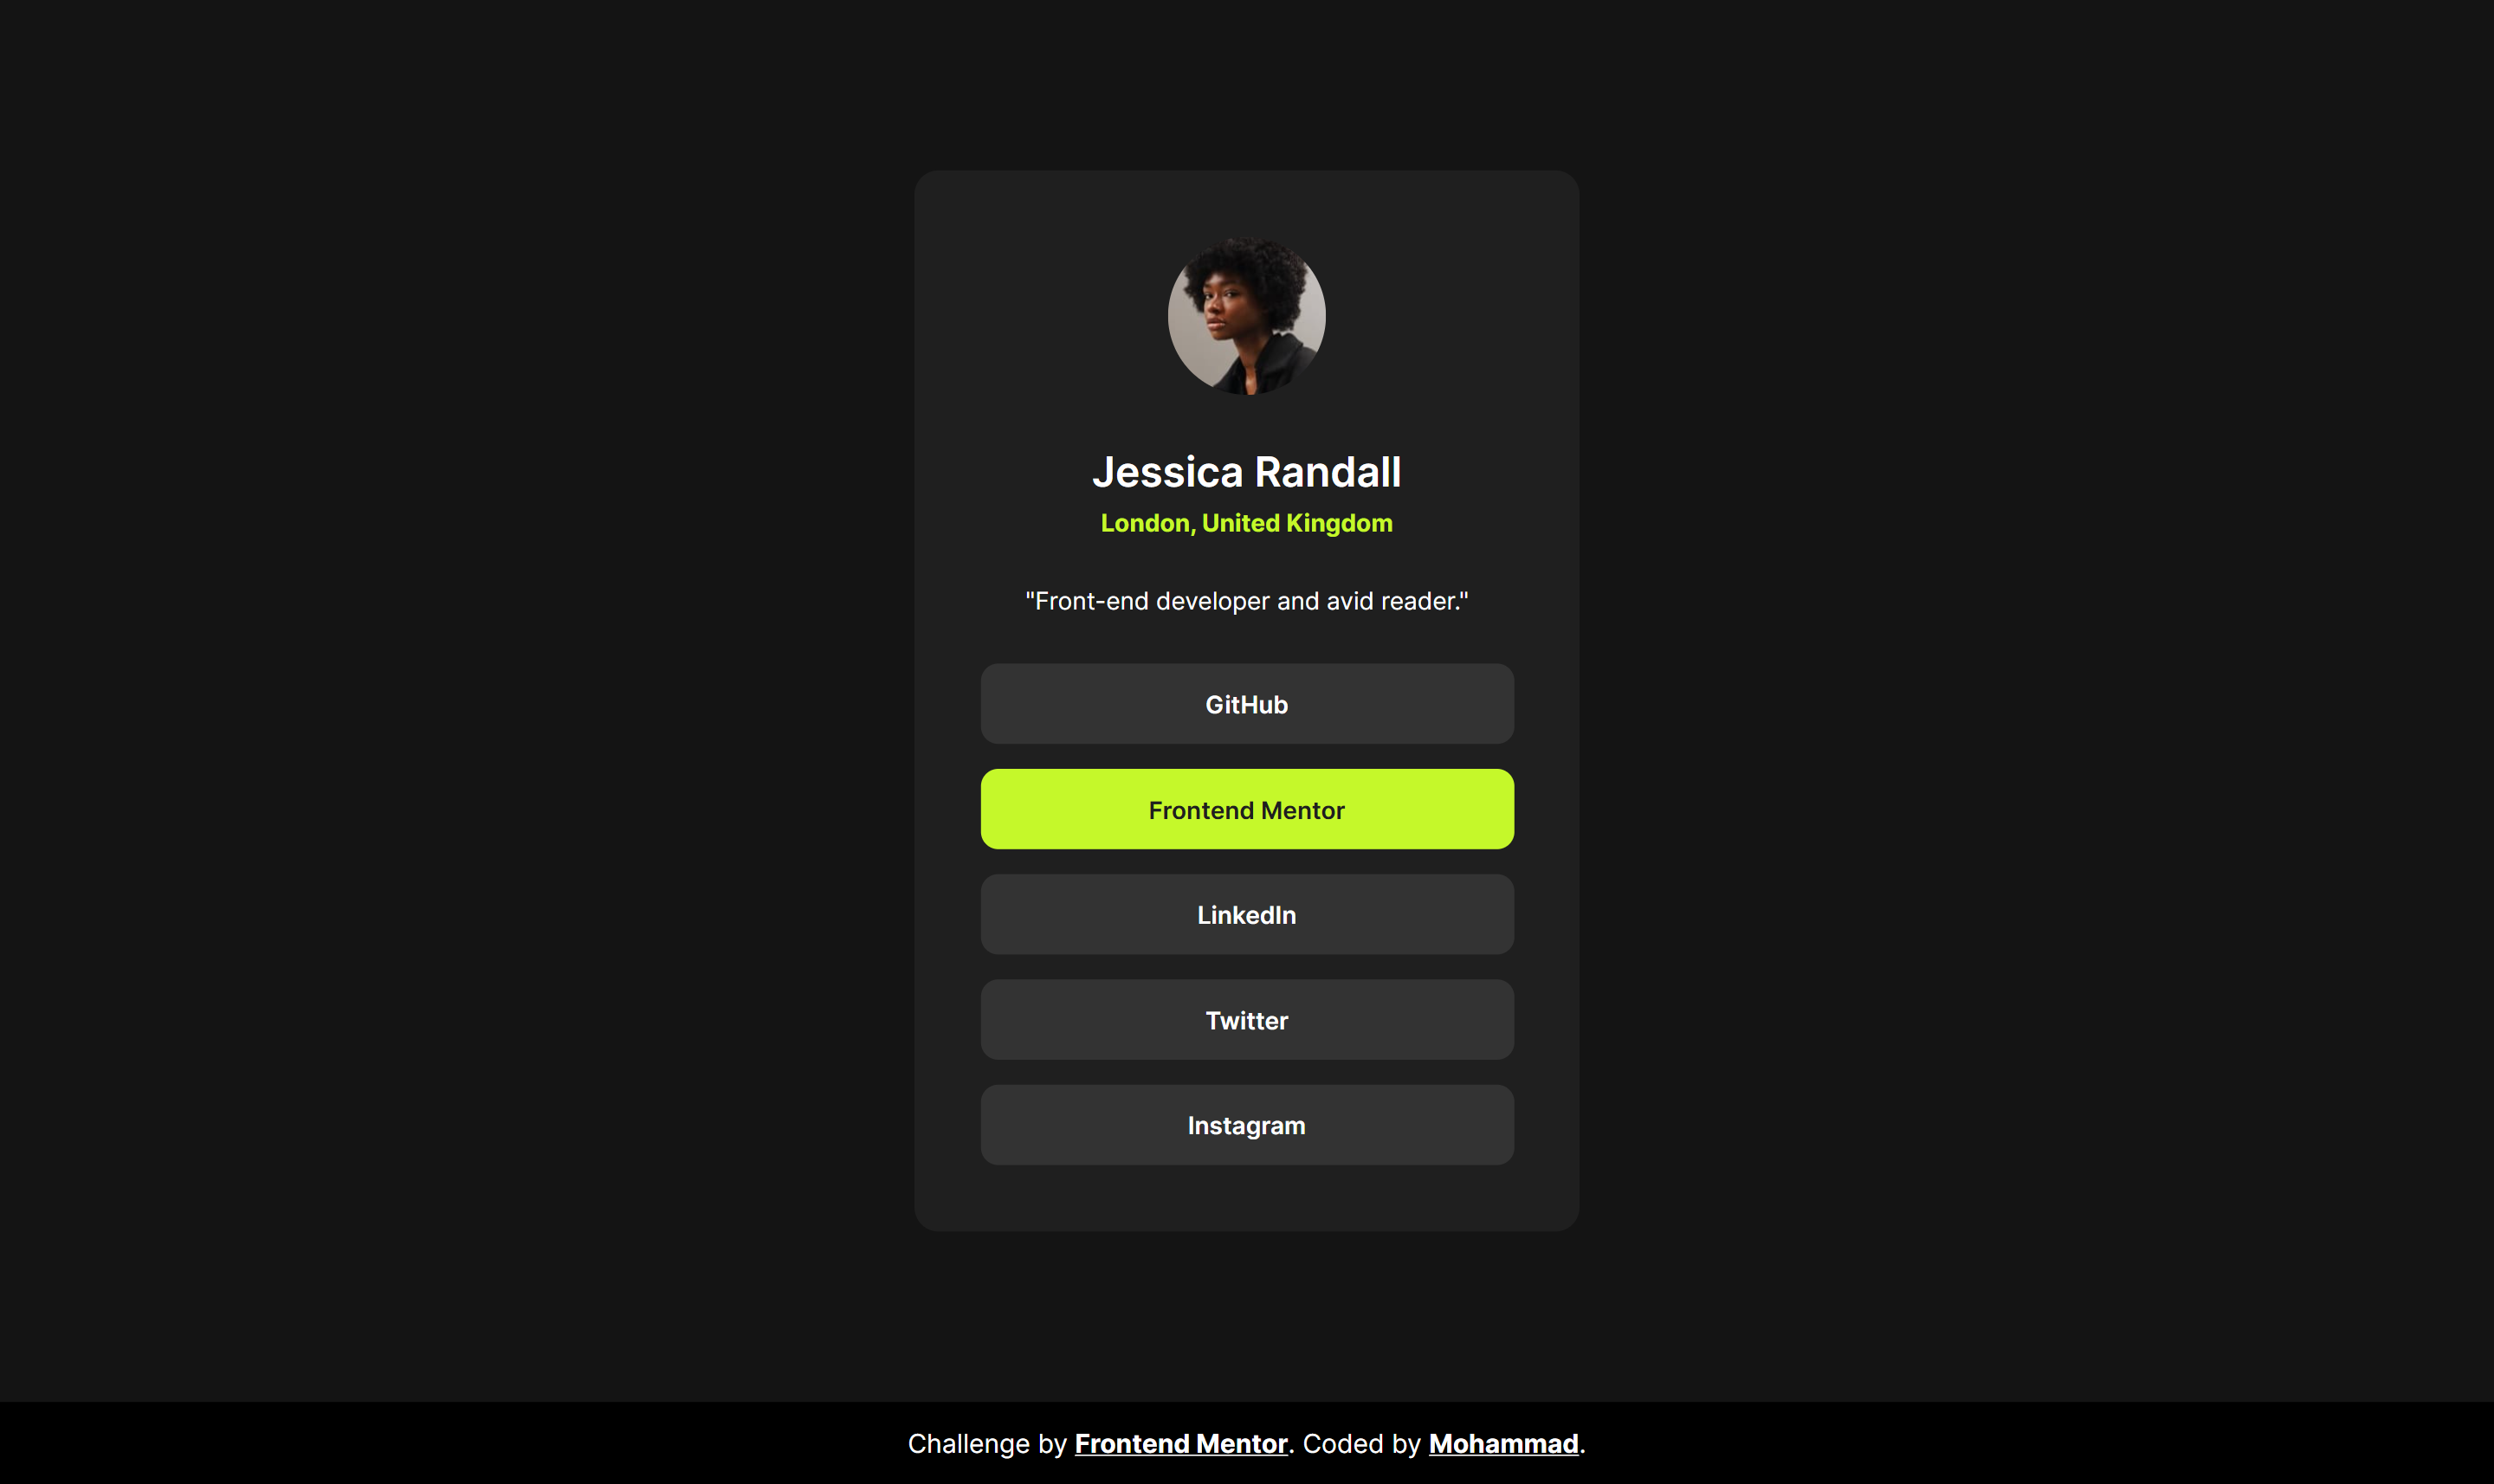 Jessica Randall
London, United Kingdom
"Front-end developer and avid reader."
GitHub
Frontend Mentor
LinkedIn
Twitter
Instagram
Challenge by Frontend Mentor. Coded by Mohammad.